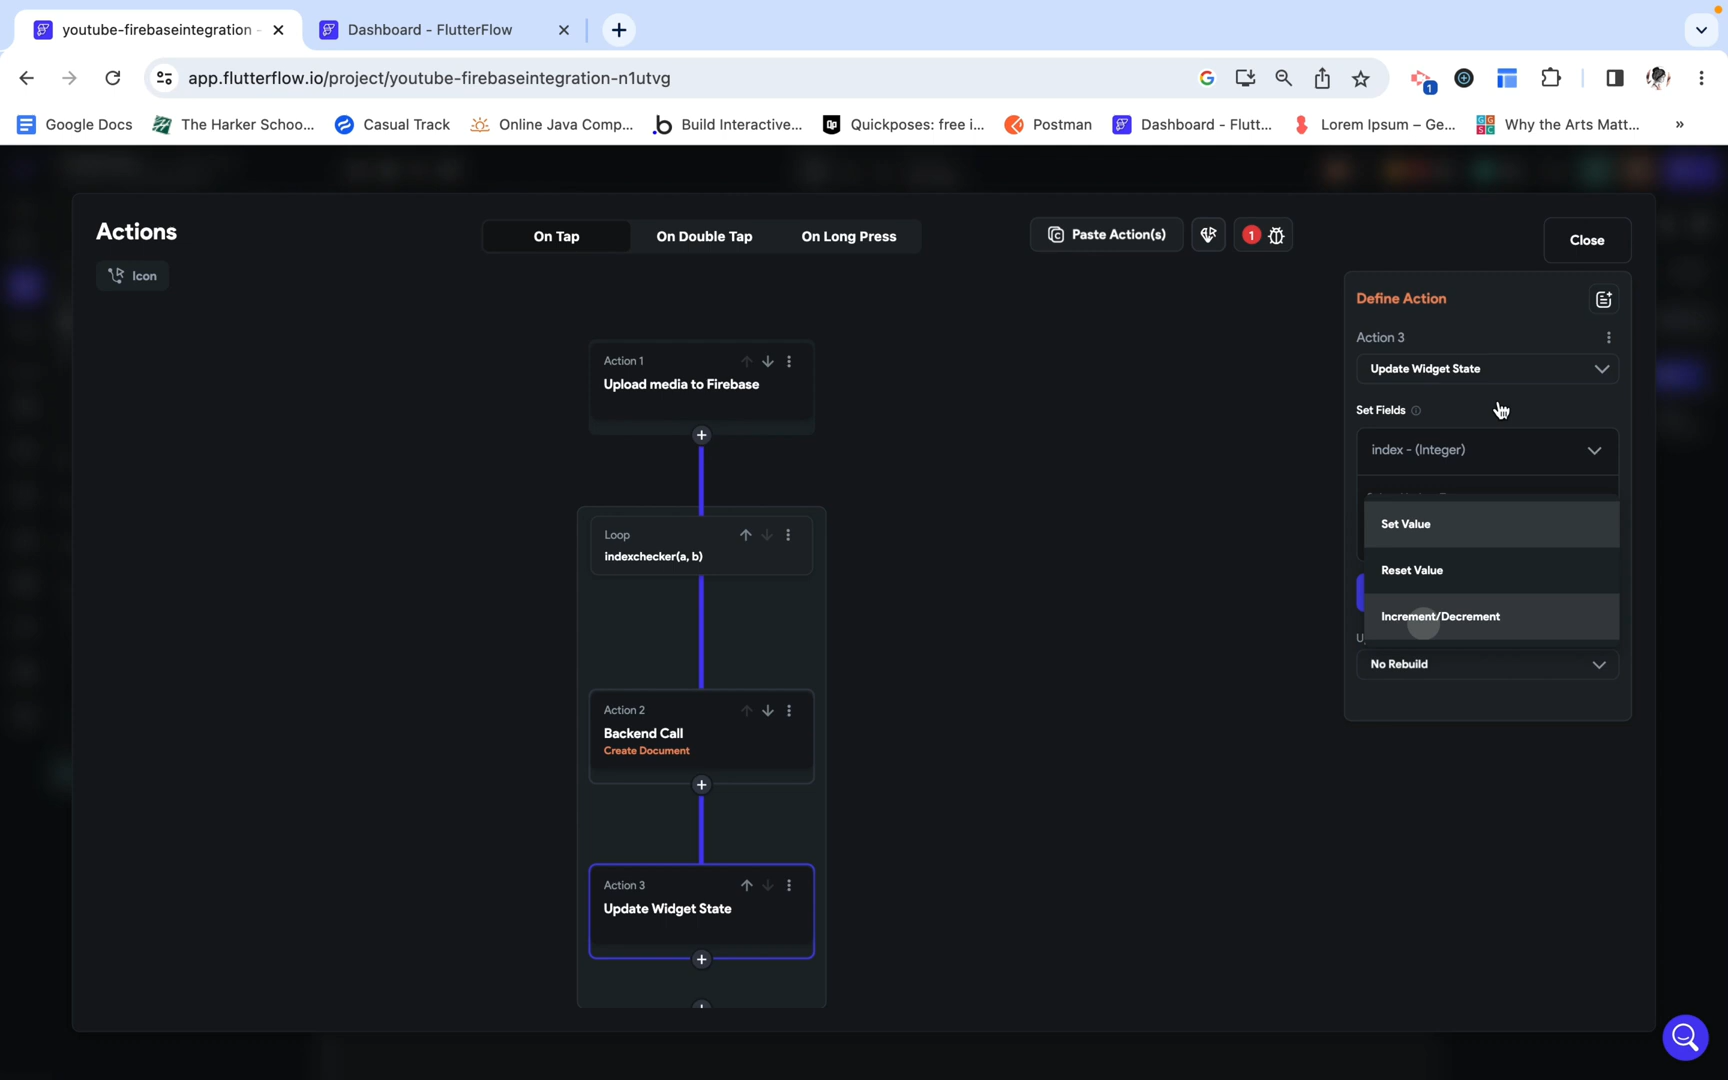 youtube-firebaseintegration -
Dashboard - FlutterFlow
app.flutterflow.io/project/youtube-firebaseintegration-n1utvg
1
Google Docs
The Harker Schoo...
Casual Track
Online Java Comp...
Build Interactive...
Quickposes: free i...
Postman
Dashboard - Flutt...
Lorem Ipsum – Ge...
Why the Arts Matt...
»
Actions
On Tap
On Double Tap
On Long Press
Paste Action(s)
1
Close
Icon
Define Action
Action 3
Update Widget State
Set Fields
index - (Integer)
Set Value
Reset Value
Increment/Decrement
No Rebuild
Action 1
Upload media to Firebase
Loop
indexchecker(a, b)
Action 2
Backend Call
Create Document
Action 3
Update Widget State